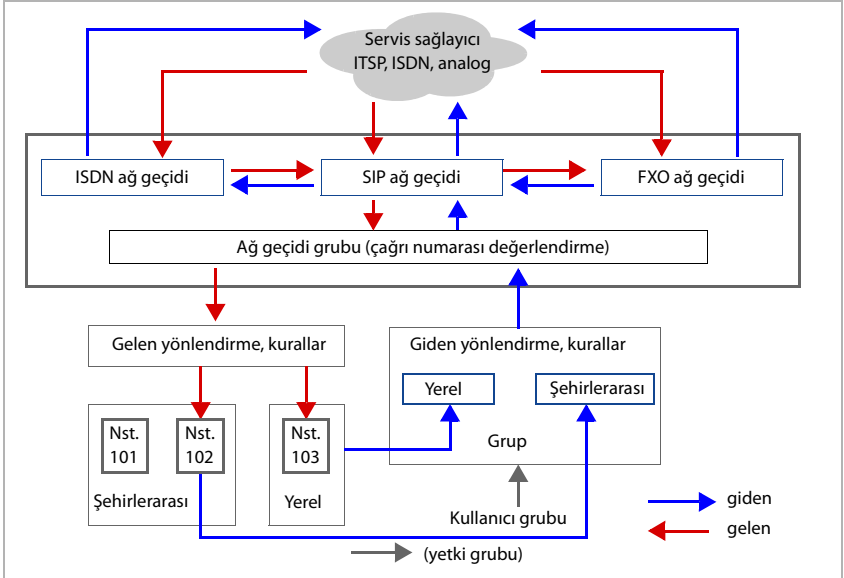 Servis sağlayıcı
ITSP, ISDN, analog
ISDN ağ geçidi
SIP ağ geçidi
FXO ağ geçidi
Ağ geçidi grubu (çağrı numarası değerlendirme)
Gelen yönlendirme, kurallar
Giden yönlendirme, kurallar
Yerel
Şehirlerarası
Grup
Nst.
101
Nst.
102
Nst.
103
Şehirlerarası
Yerel
Kullanıcı grubu
(yetki grubu)
giden
gelen